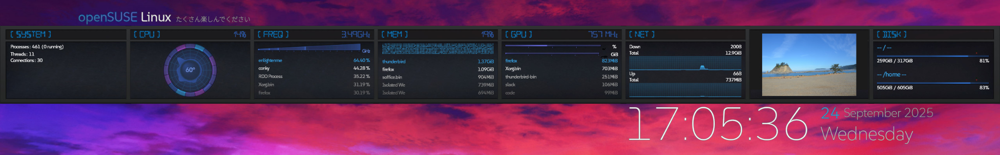 openSUSE Linux たくさん楽しんでください
[ SYSTEM ]
Processes: 461 (0 running)
Threads: 11
Connections: 30
[ CPU ] 14%
60°
[ FREQ ] 3.49GHz
GHz
enlightenme 64.40%
conky 44.28%
RDD Process 35.22%
Xorg.bin 31.19%
firefox 30.19%
[ MEM ] 19%
thunderbird 1.37GiB
firefox 1.09GiB
soffice.bin 904MiB
Isolated We 739MiB
Isolated We 694MiB
[ GPU ] 757 MHz
%
GiB
firefox 823MiB
Xorg.bin 703MiB
thunderbird-bin 251MiB
slack 106MiB
code 99MiB
[ NET ]
Down 200B
Total 12.9GiB
Up 66B
Total 737MiB
[ DISK ]
-- / --
259GiB / 317GiB 81%
-- /home --
505GiB / 605GiB 83%
17:05:36
24 September 2025
Wednesday